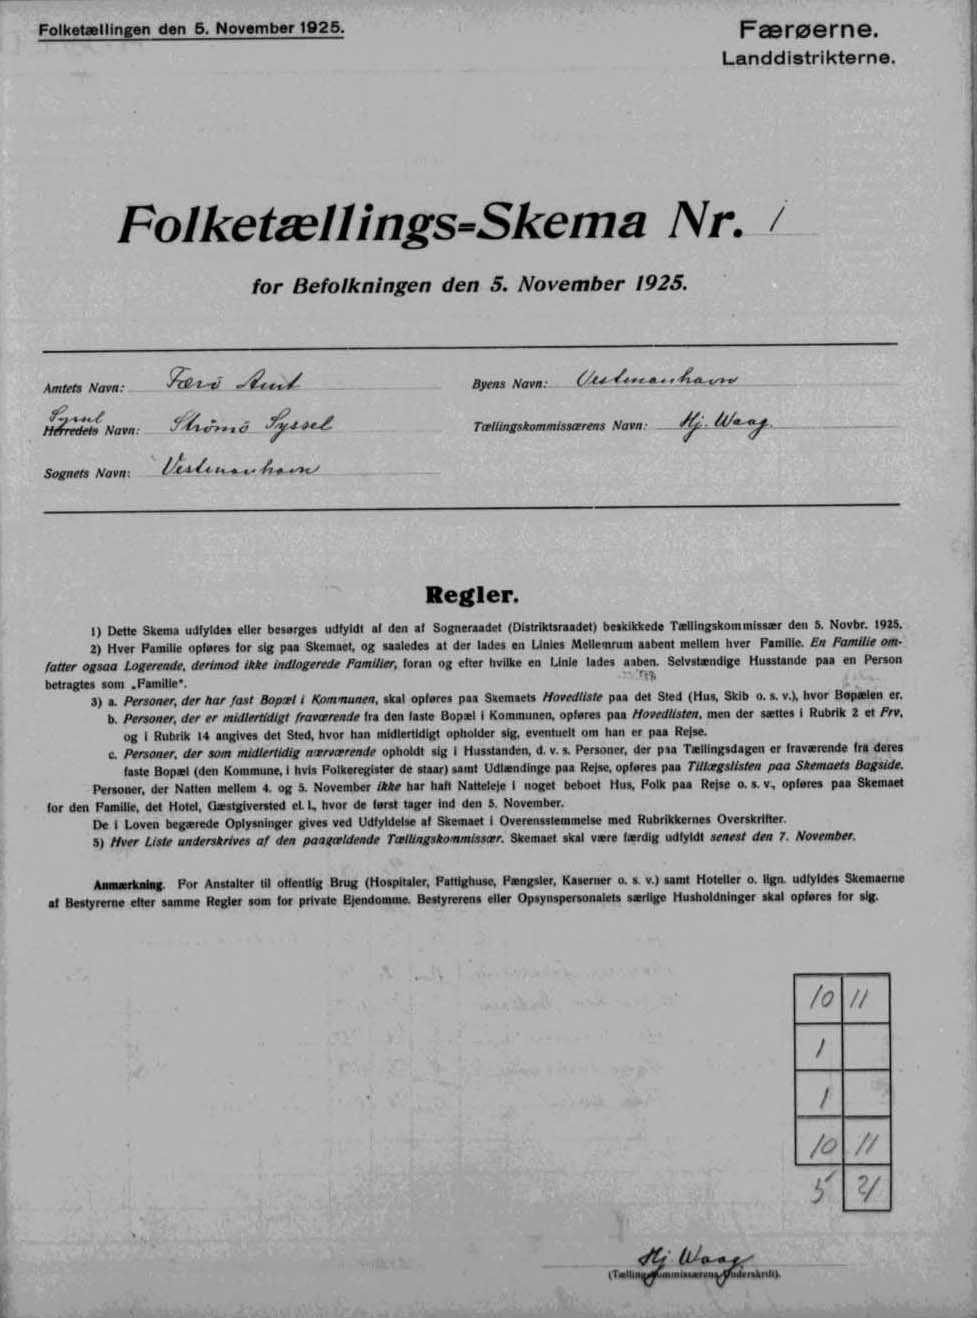 Folketællingen den 5. November 1925.
Færøerne.
Landdistrikterne.
Folketællings=Skema Nr. 1
for Befolkningen den 5. November 1925.
Amtets Navn: Færö Amt
Byens Navn: Vestmanhavn
Syssel
Herredets Navn: Strömö Syssel
Tællingskommissærens Navn: Hj. Waag.
Sognets Navn: Vestmanhavn
Regler.
1) Dette Skema udfyldes eller besørges udfyldt af den af Sogneraadet (Distriktsraadet) beskikkede Tællingskommissær den 5. Novbr. 1925.
2) Hver Familie opføres for sig paa Skemaet, og saaledes at der lades en Linies Mellemrum aabent mellem hver Familie. En Familie om-
fatter ogsaa Logerende, derimod ikke indlogerede Familier, foran og efter hvilke en Linie lades aaben. Selvstændige Husstande paa en Person
betragtes som „Familie“.
3) a. Personer, der har fast Bopæl i Kommunen, skal opføres paa Skemaets Hovedliste paa det Sted (Hus, Skib o. s. v.), hvor Bopælen er.
b. Personer, der er midlertidigt fraværende fra den faste Bopæl i Kommunen, opføres paa Hovedlisten, men der sættes i Rubrik 2 et Frv,
og i Rubrik 14 angives det Sted, hvor han midlertidigt opholder sig, eventuelt om han er paa Rejse.
c. Personer, der som midlertidig nærværende opholdt sig i Husstanden, d. v. s. Personer, der paa Tællingsdagen er fraværende fra deres
faste Bopæl (den Kommune, i hvis Folkeregister de staar) samt Udlændinge paa Rejse, opføres paa Tillægslisten paa Skemaets Bagside.
Personer, der Natten mellem 4. og 5. November ikke har haft Natteleje i noget beboet Hus, Folk paa Rejse o. s. v., opføres paa Skemaet
for den Familie, det Hotel, Gæstgiversted el. l., hvor de først tager ind den 5. November.
De i Loven begærede Oplysninger gives ved Udfyldelse af Skemaet i Overensstemmelse med Rubrikkernes Overskrifter.
5) Hver Liste underskrives af den paagældende Tællingskommissær. Skemaet skal være færdig udfyldt senest den 7. November.
Anmærkning. For Anstalter til offentlig Brug (Hospitaler, Fattighuse, Fængsler, Kaserner o. s. v.) samt Hoteller o. lign. udfyldes Skemaerne
af Bestyrerne efter samme Regler som for private Ejendomme. Bestyrerens eller Opsynspersonalets særlige Husholdninger skal opføres for sig.
10 11
1
1
10 11
5 21
Hj Waag
(Tællingskommissærens Underskrift).